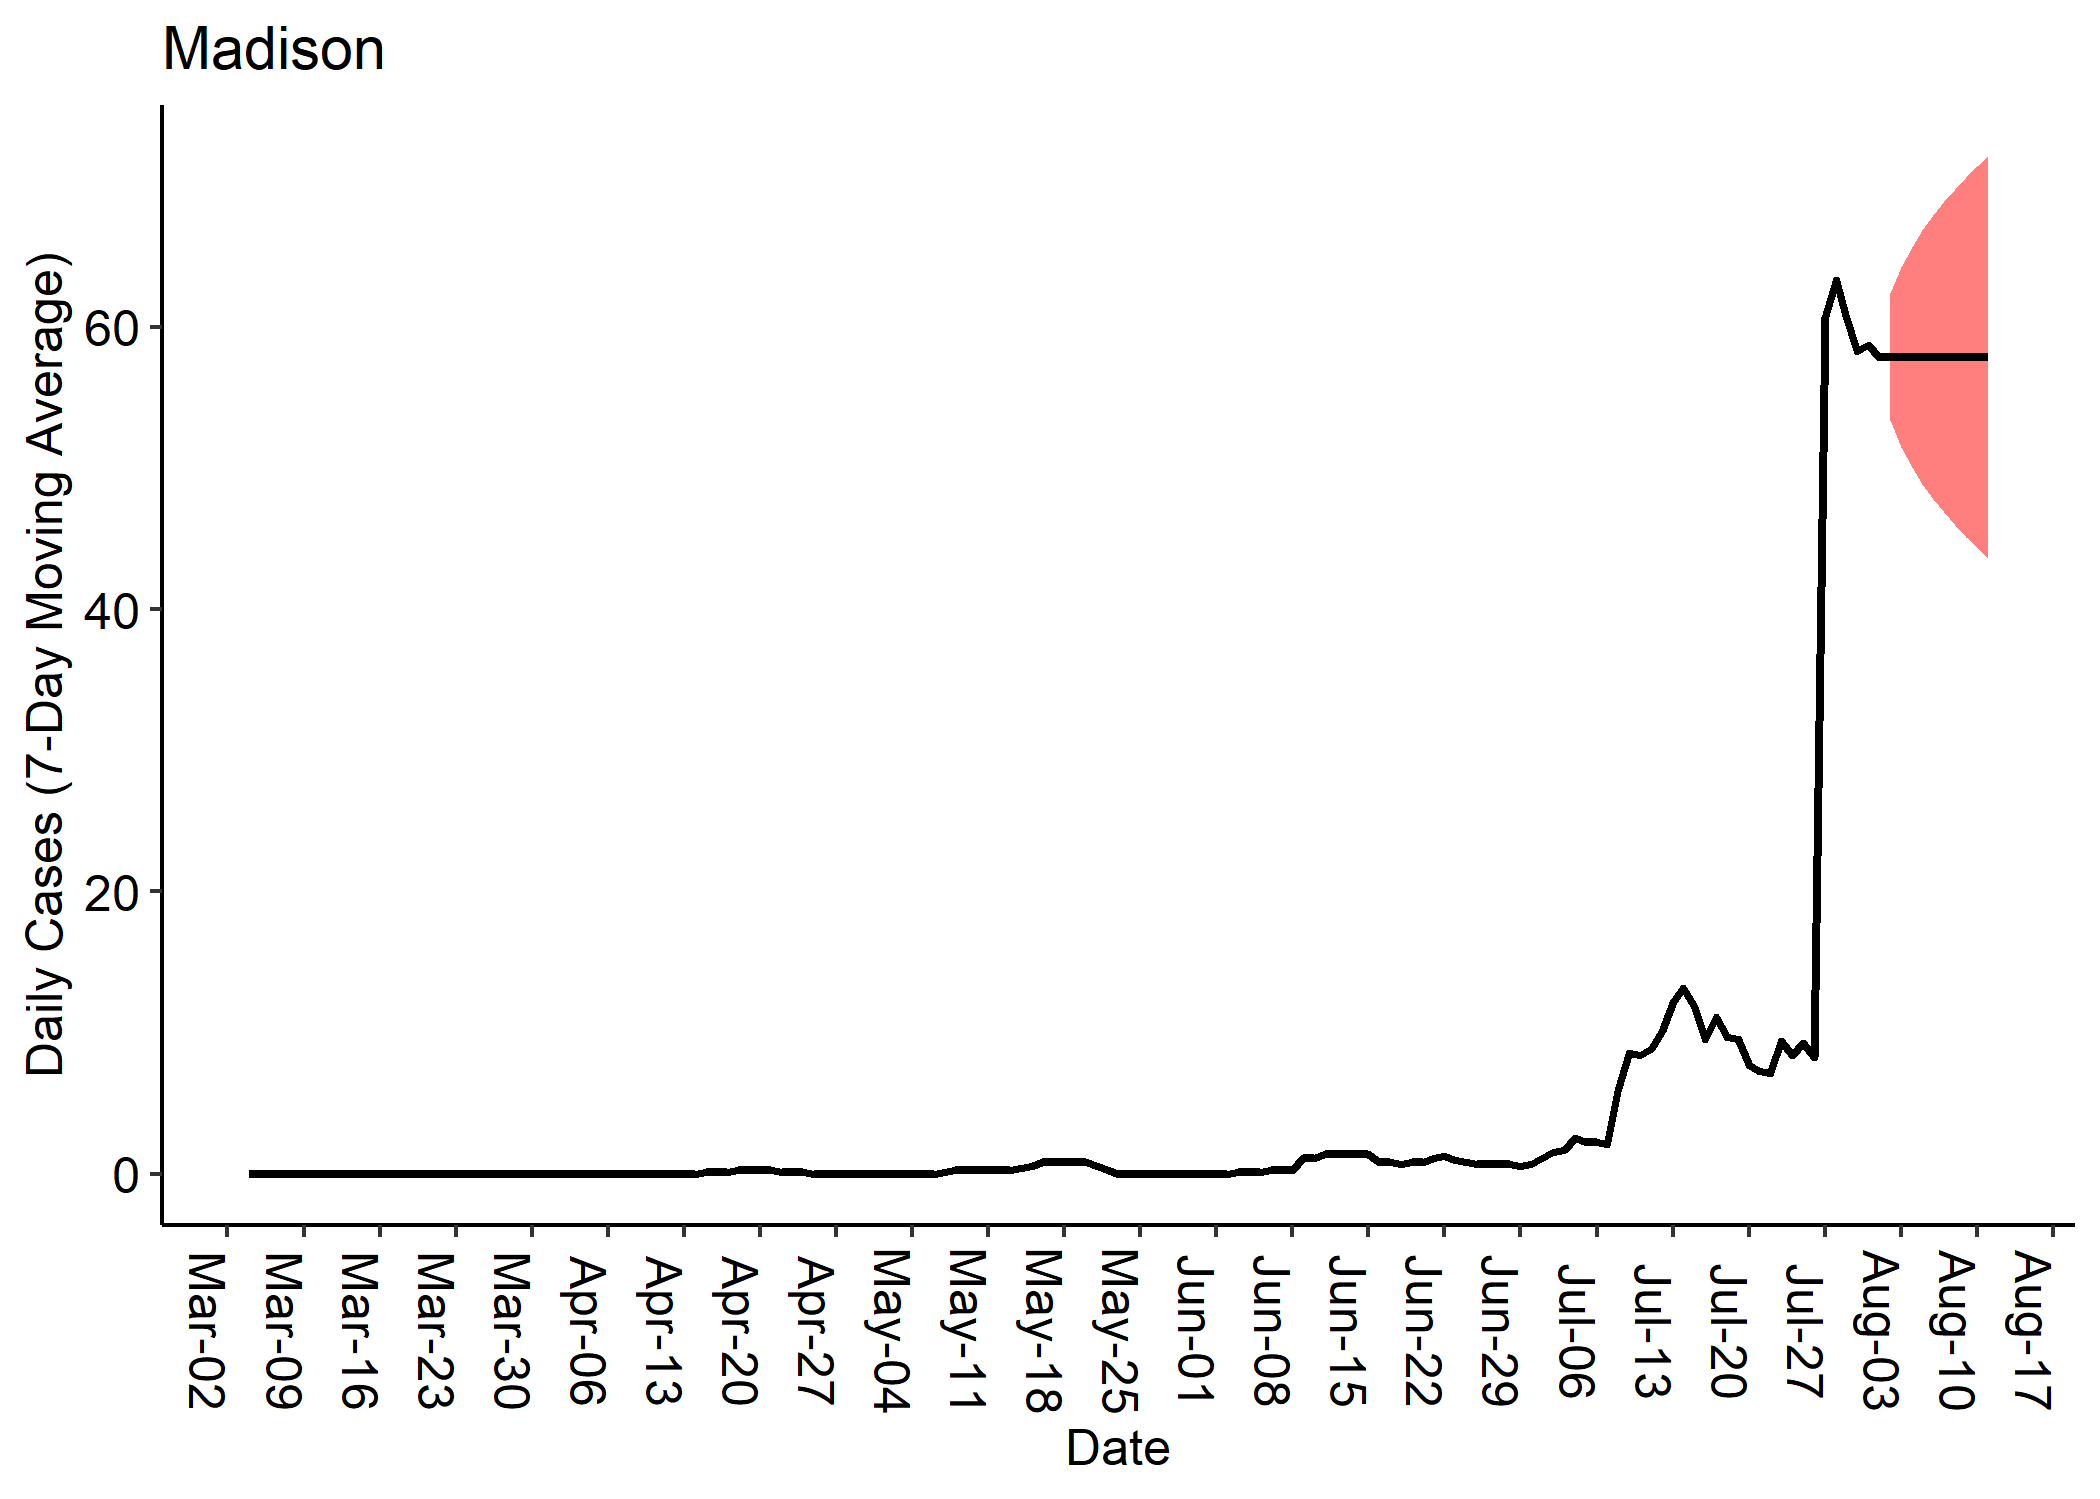 Madison
Daily Cases (7-Day Moving Average)
60
40
20
0
Mar-02
Mar-09
Mar-16
Mar-23
Mar-30
Apr-06
Apr-13
Apr-20
Apr-27
May-04
May-11
May-18
May-25
Jun-01
Jun-08
Jun-15
Jun-22
Jun-29
Jul-06
Jul-13
Jul-20
Jul-27
Aug-03
Aug-10
Aug-17
Date